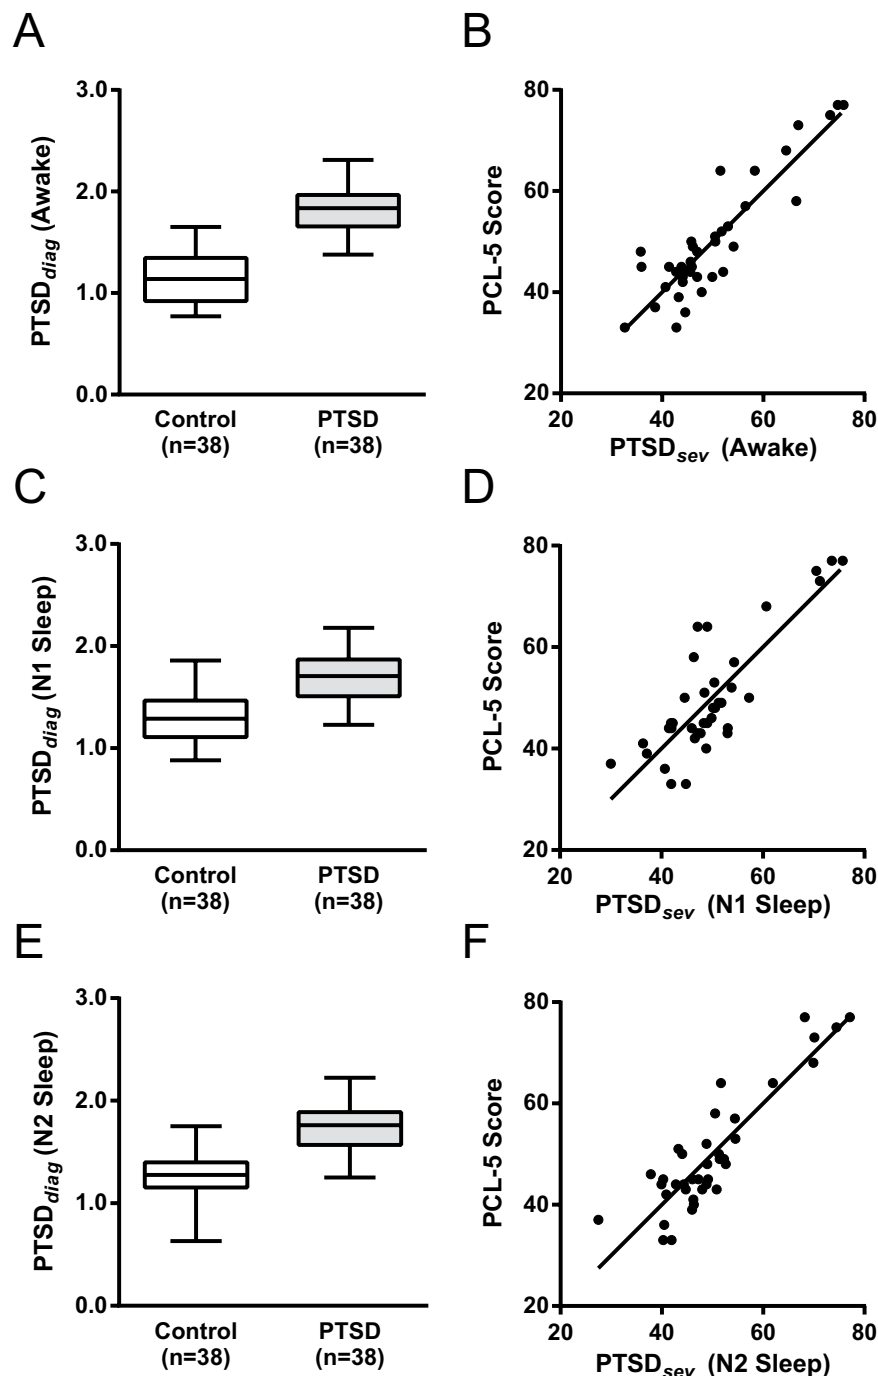 A
3.0
2.0
1.0
0.0
PTSDdiag (Awake)
Control
(n=38)
PTSD
(n=38)
B
80
60
40
20
PCL-5 Score
20 40 60 80
PTSDsev (Awake)
C
3.0
2.0
1.0
0.0
PTSDdiag (N1 Sleep)
Control
(n=38)
PTSD
(n=38)
D
80
60
40
20
PCL-5 Score
20 40 60 80
PTSDsev (N1 Sleep)
E
3.0
2.0
1.0
0.0
PTSDdiag (N2 Sleep)
Control
(n=38)
PTSD
(n=38)
F
80
60
40
20
PCL-5 Score
20 40 60 80
PTSDsev (N2 Sleep)